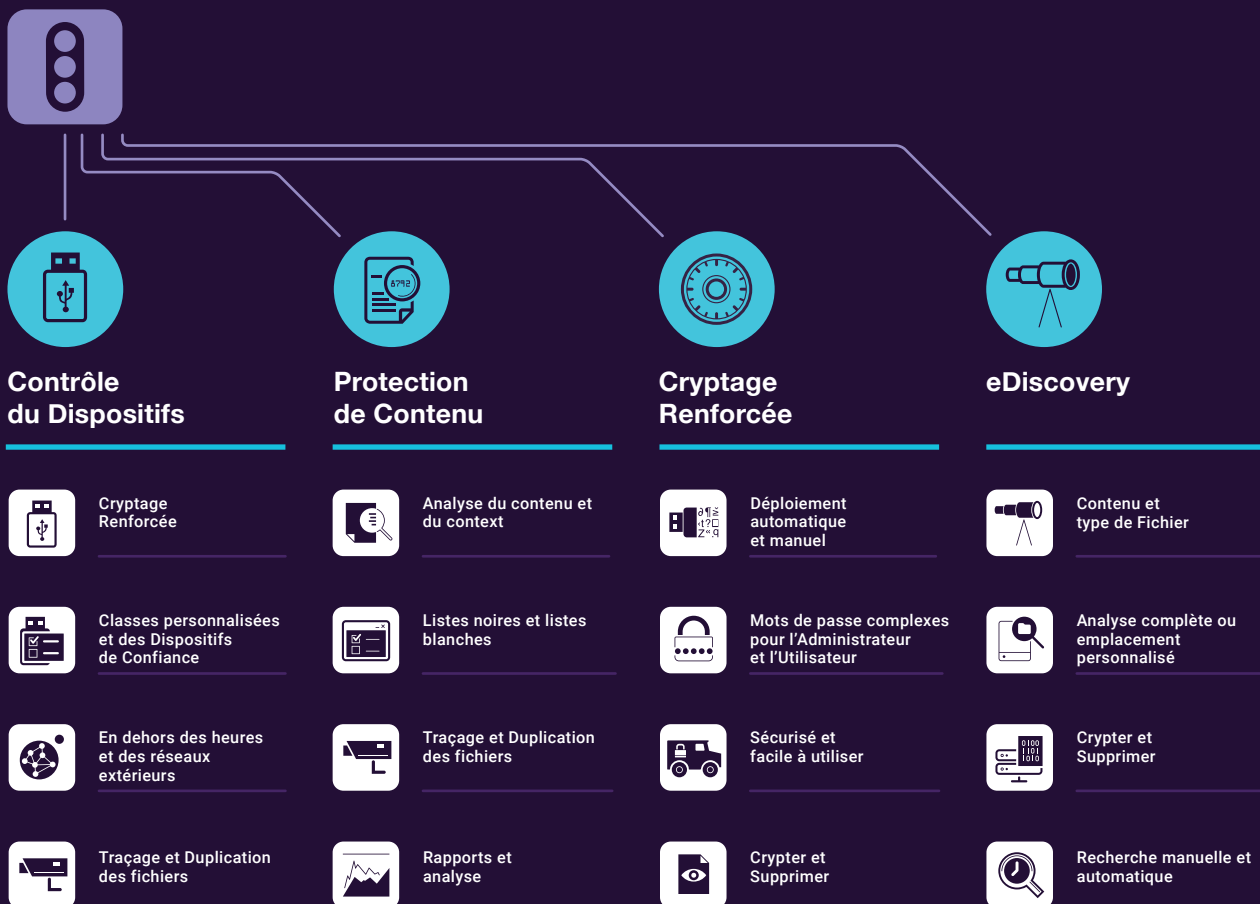 8792
Contrôle
du Dispositifs
Cryptage
Renforcée
Classes personnalisées
et des Dispositifs
de Confiance
En dehors des heures
et des réseaux
extérieurs
Traçage et Duplication
des fichiers
Protection
de Contenu
Analyse du contenu et
du context
Listes noires et listes
blanches
Traçage et Duplication
des fichiers
Rapports et
analyse
Cryptage
Renforcée
Déploiement
automatique
et manuel
Mots de passe complexes
pour l'Administrateur
et l'Utilisateur
Sécurisé et
facile à utiliser
Crypter et
Supprimer
eDiscovery
Contenu et
type de Fichier
Analyse complète ou
emplacement
personnalisé
0100
1101
1010
Crypter et
Supprimer
Recherche manuelle et
automatique